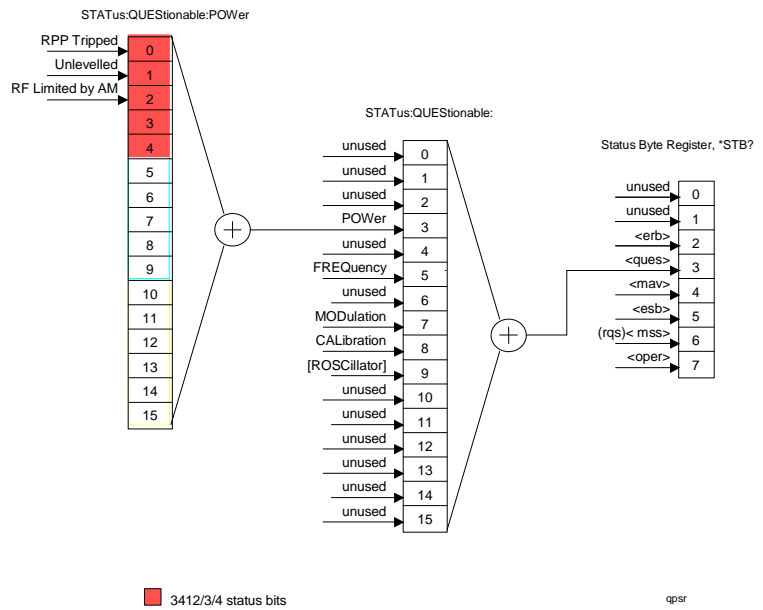 STATus:QUEStionable:POWer
RPP Tripped
Unlevelled
RF Limited by AM
0
1
2
3
4
5
6
7
8
9
10
11
12
13
14
15
STATus:QUEStionable:
unused 0
unused 1
unused 2
POWer 3
unused 4
FREQuency 5
unused 6
MODulation 7
CALibration 8
[ROSCillator] 9
unused 10
unused 11
unused 12
unused 13
unused 14
unused 15
Status Byte Register, *STB?
unused 0
unused 1
<erb> 2
<ques> 3
<mav> 4
<esb> 5
(rqs)< mss> 6
<oper> 7
3412/3/4 status bits
qpsr